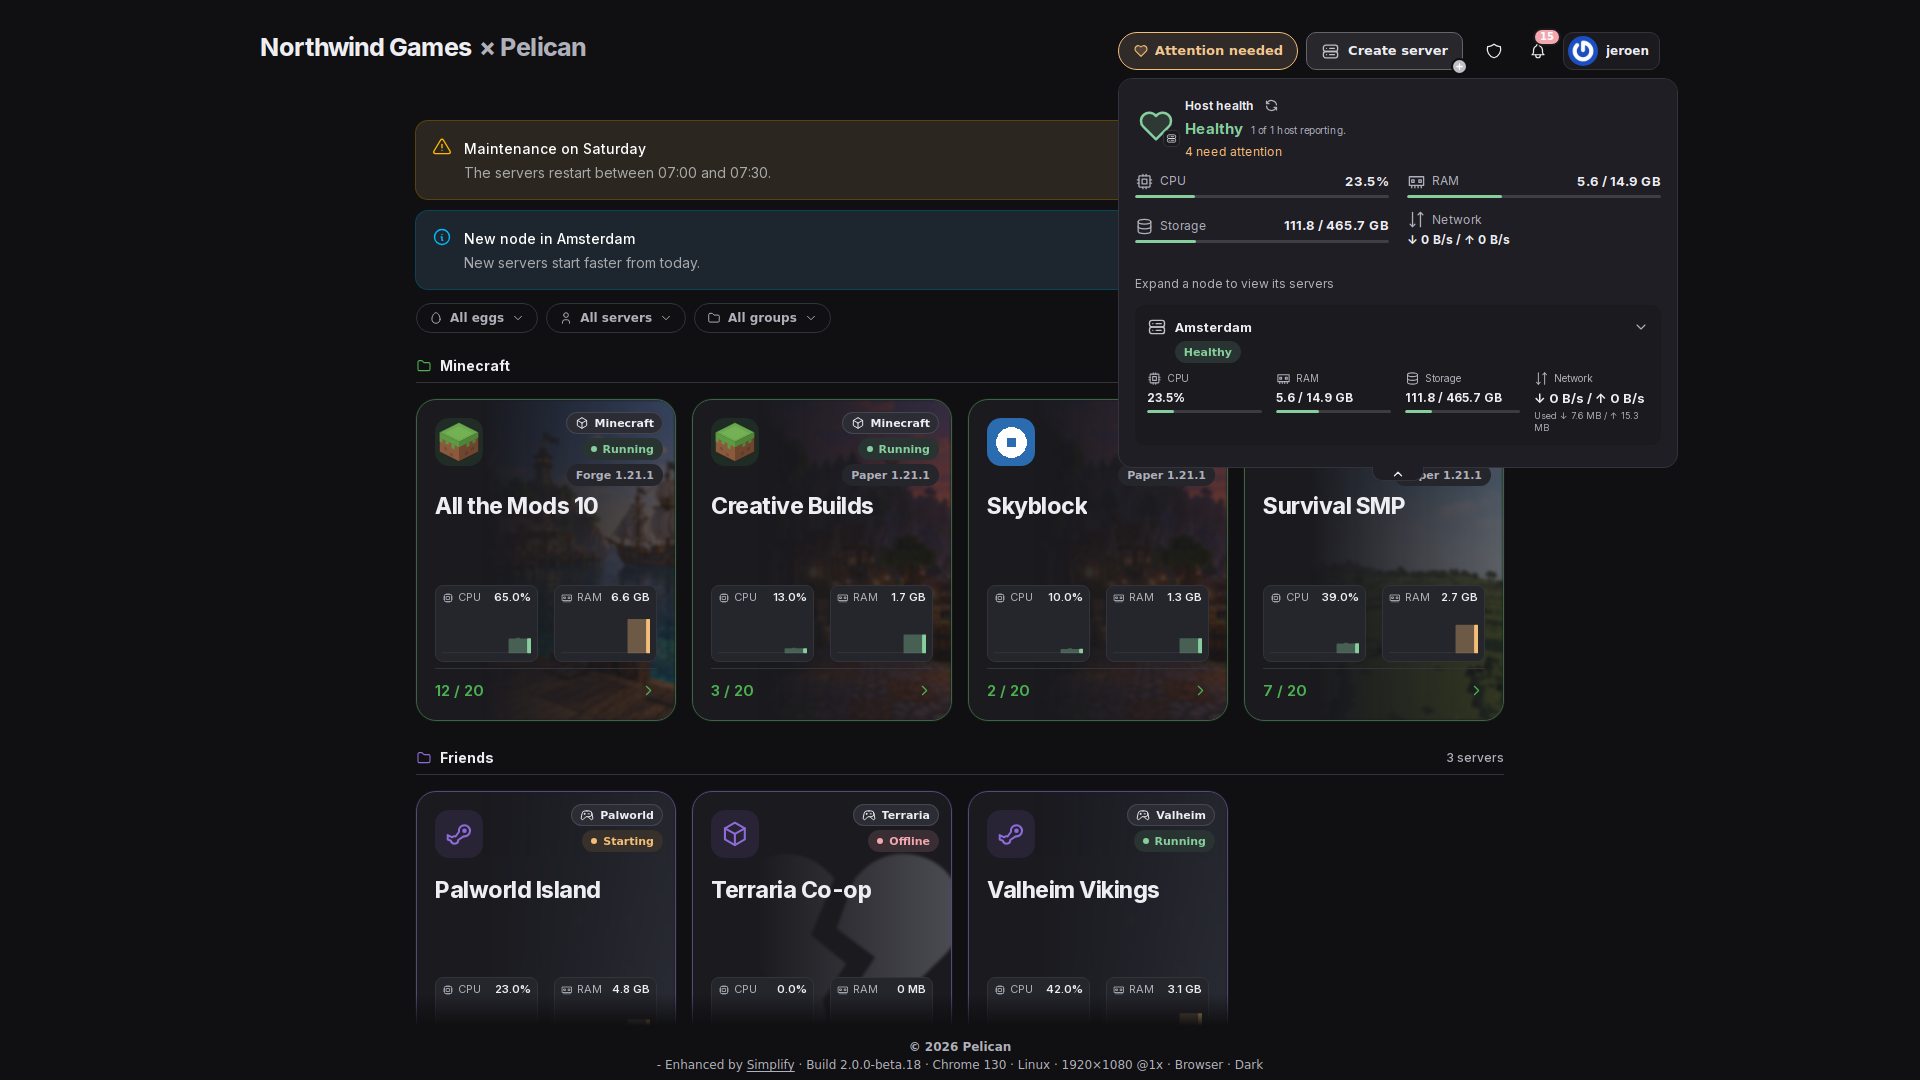 Northwind Games × Pelican
Attention needed
Create server
15
jeroen
Host health
Healthy 1 of 1 host reporting.
4 need attention
CPU 23.5%
RAM 5.6 / 14.9 GB
Storage 111.8 / 465.7 GB
Network
↓ 0 B/s / ↑ 0 B/s
Expand a node to view its servers
Amsterdam
Healthy
CPU
23.5%
RAM
5.6 / 14.9 GB
Storage
111.8 / 465.7 GB
Network
↓ 0 B/s / ↑ 0 B/s
Used ↓ 7.6 MB / ↑ 15.3
MB
Maintenance on Saturday
The servers restart between 07:00 and 07:30.
New node in Amsterdam
New servers start faster from today.
All eggs
All servers
All groups
Minecraft
Minecraft
Running
Forge 1.21.1
All the Mods 10
CPU 65.0%
RAM 6.6 GB
12 / 20
Minecraft
Running
Paper 1.21.1
Creative Builds
CPU 13.0%
RAM 1.7 GB
3 / 20
Paper 1.21.1
Skyblock
CPU 10.0%
RAM 1.3 GB
2 / 20
per 1.21.1
Survival SMP
CPU 39.0%
RAM 2.7 GB
7 / 20
Friends
3 servers
Palworld
Starting
Palworld Island
CPU 23.0%
RAM 4.8 GB
Terraria
Offline
Terraria Co-op
CPU 0.0%
RAM 0 MB
Valheim
Running
Valheim Vikings
CPU 42.0%
RAM 3.1 GB
© 2026 Pelican
- Enhanced by Simplify · Build 2.0.0-beta.18 · Chrome 130 · Linux · 1920×1080 @1x · Browser · Dark